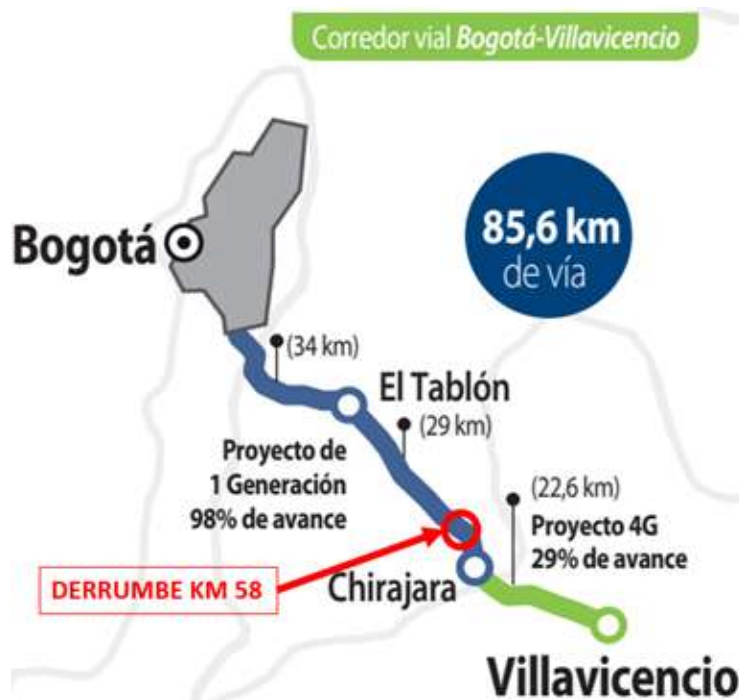 Corredor vial Bogotá-Villavicencio
85,6 km
de vía
Bogotá
(34 km)
El Tablón
(29 km)
Proyecto de
1 Generación
98% de avance
(22,6 km)
Proyecto 4G
29% de avance
DERRUMBE KM 58
Chirajara
Villavicencio